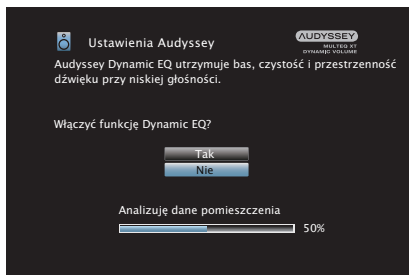 Ustawienia Audyssey
AUDYSSEY
MULTEQ XT
DYNAMIC VOLUME
Audyssey Dynamic EQ utrzymuje bas, czystość i przestrzenność
dźwięku przy niskiej głośności.
Włączyć funkcję Dynamic EQ?
Tak
Nie
Analizuję dane pomieszczenia
50%